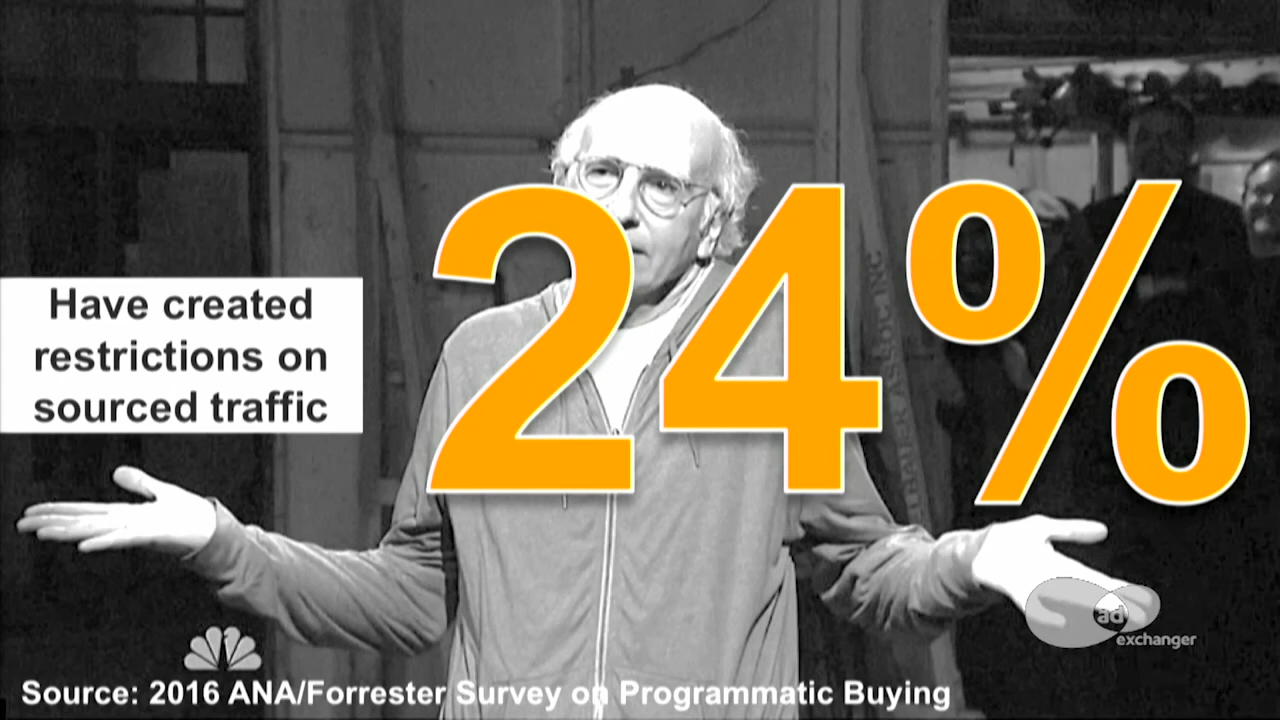 Have created
restrictions on
sourced traffic
24%
ad
exchanger
Source: 2016 ANA/Forrester Survey on Programmatic Buying